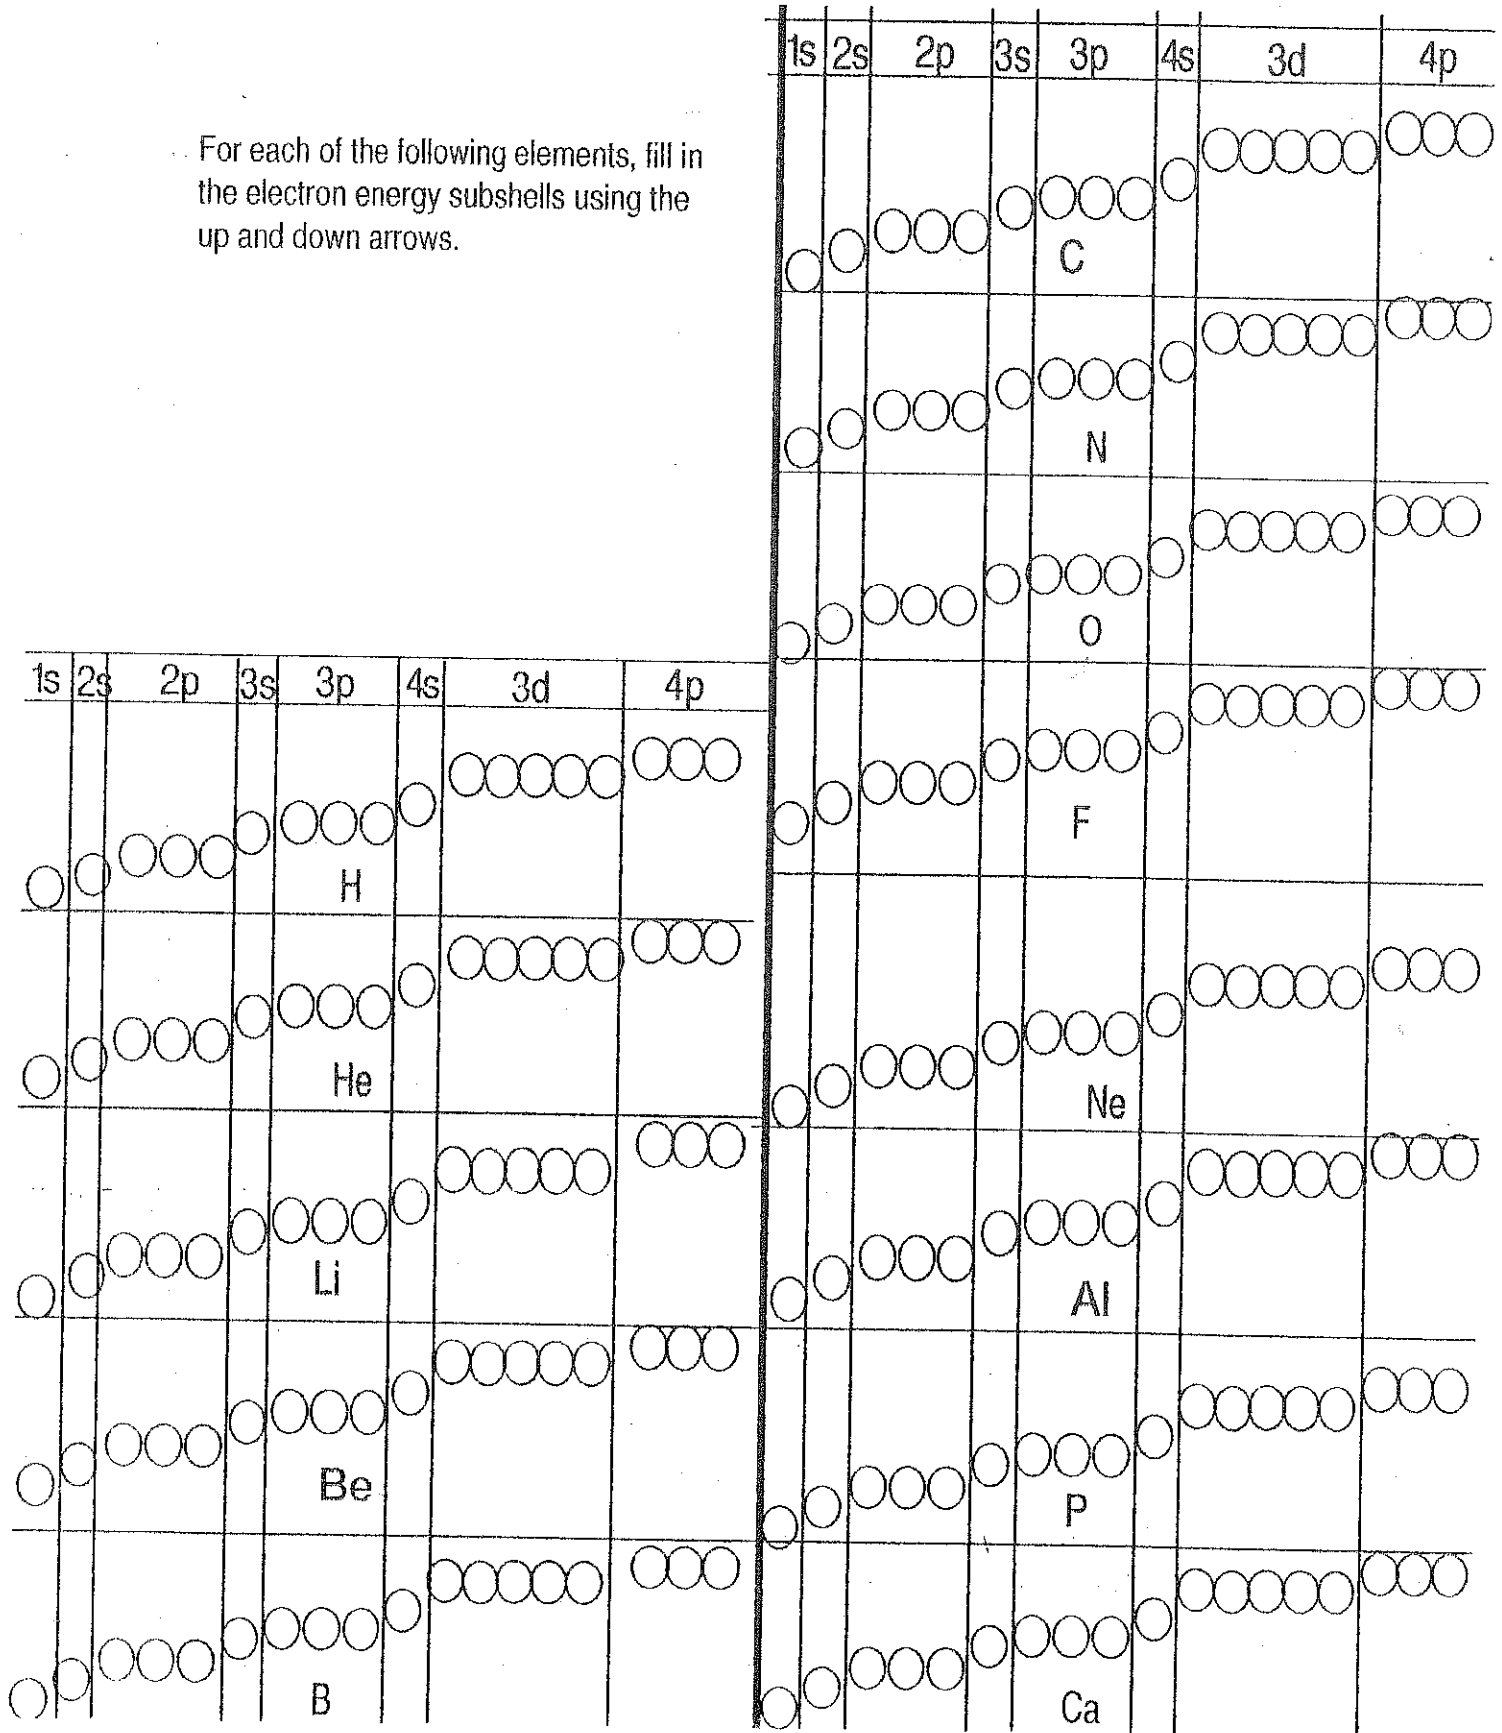 For each of the following elements, fill in
the electron energy subshells using the
up and down arrows.
1s 2s 2p 3s 3p 4s 3d 4p
H
He
Li
Be
B
1s 2s 2p 3s 3p 4s 3d 4p
C
N
O
F
Ne
Al
P
Ca